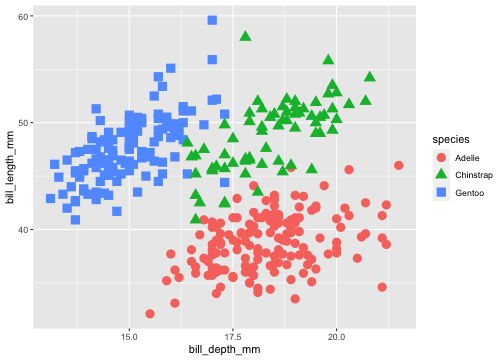 60
50
40
bill_length_mm
15.0
17.5
20.0
bill_depth_mm
species
Adelie
Chinstrap
Gentoo